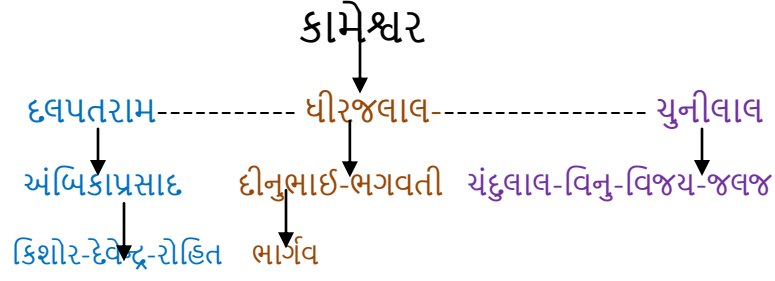 કામેશ્વર
દલપતરામ----------- ધીરજલાલ----------------- ચુનીલાલ
અંબિકાપ્રસાદ દીનુભાઈ-ભગવતી ચંદુલાલ-વિનુ-વિજય-જલજ
કિશોર-દેવેન્દ્ર-રોહિત ભાર્ગવ